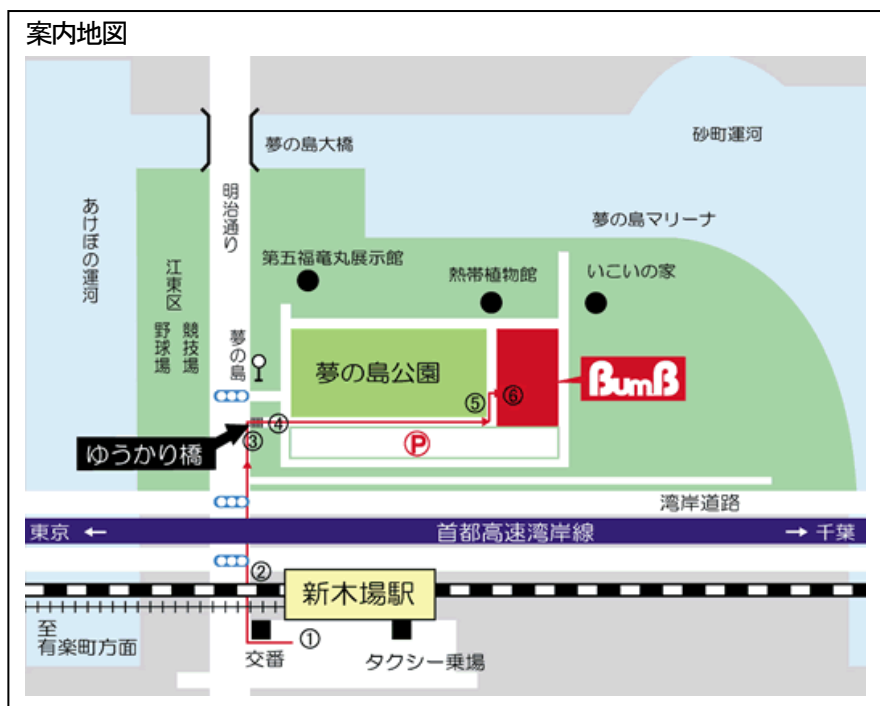 案内地図
夢の島大橋
砂町運河
あけぼの運河
明治通り
夢の島マリーナ
江東区
野球場
競技場
第五福竜丸展示館
熱帯植物館
いこいの家
夢の島
夢の島公園
BumB
⑤
⑥
④
③
P
ゆうかり橋
湾岸道路
東京 ←
首都高速湾岸線
→ 千葉
②
新木場駅
①
至
有楽町方面
交番
タクシー乗場